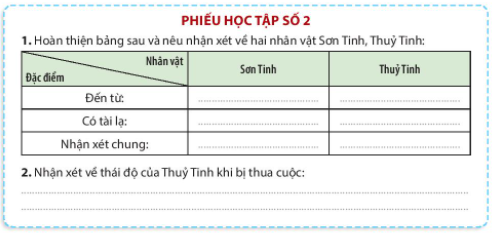 PHIẾU HỌC TẬP SỐ 2
1. Hoàn thiện bảng sau và nêu nhận xét về hai nhân vật Sơn Tinh, Thuỷ Tinh:
Nhân vật
Đặc điểm
Sơn Tinh
Thuỷ Tinh
Đến từ:
Có tài lạ:
Nhận xét chung:
2. Nhận xét về thái độ của Thuỷ Tinh khi bị thua cuộc: